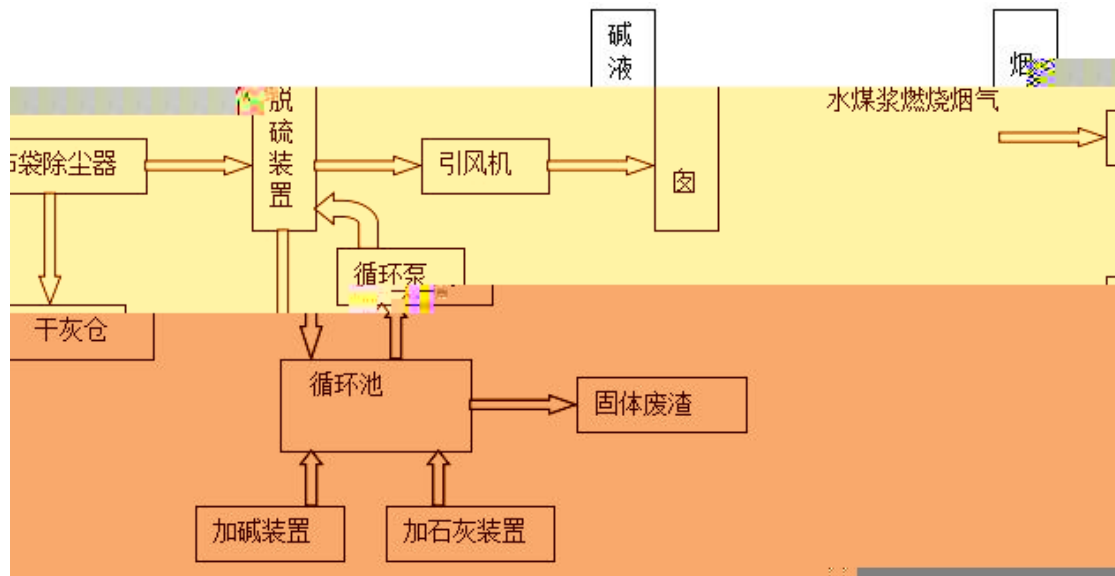 碱
液
烟
水煤浆燃烧烟气
脱
硫
装
置
布袋除尘器
引风机
囱
循环泵
干灰仓
循环池
固体废渣
加碱装置
加石灰装置